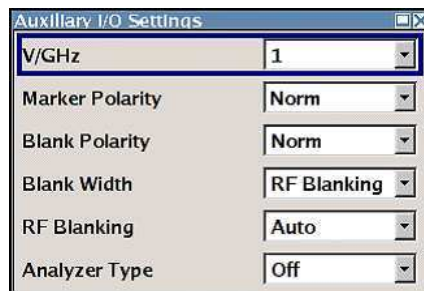 Auxiliary I/O Settings
V/GHz 1
Marker Polarity Norm
Blank Polarity Norm
Blank Width RF Blanking
RF Blanking Auto
Analyzer Type Off